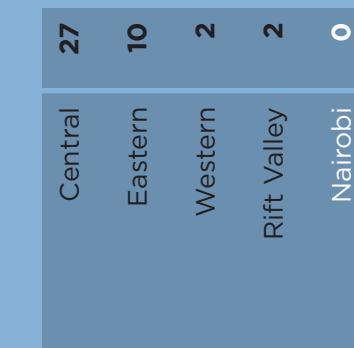 Central 27
Eastern 10
Western 2
Rift Valley 2
Nairobi 0